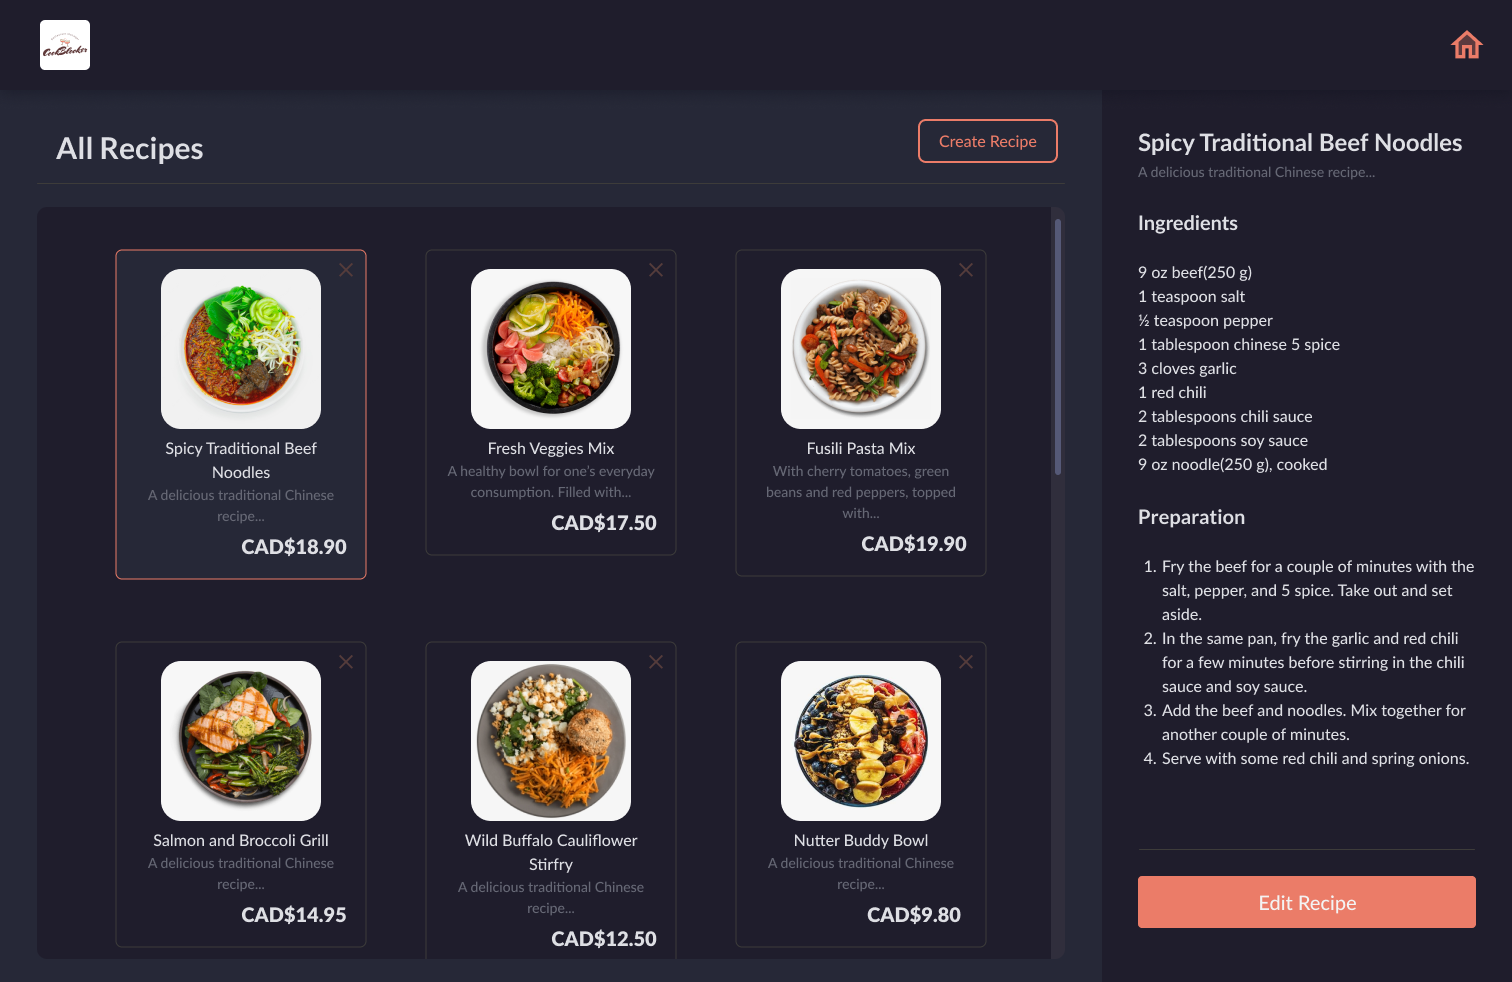 CookBooker
All Recipes
Create Recipe
Spicy Traditional Beef
Noodles
A delicious traditional Chinese
recipe...
CAD$18.90
Fresh Veggies Mix
A healthy bowl for one's everyday
consumption. Filled with...
CAD$17.50
Fusili Pasta Mix
With cherry tomatoes, green
beans and red peppers, topped
with...
CAD$19.90
Salmon and Broccoli Grill
A delicious traditional Chinese
recipe...
CAD$14.95
Wild Buffalo Cauliflower
Stirfry
A delicious traditional Chinese
recipe...
CAD$12.50
Nutter Buddy Bowl
A delicious traditional Chinese
recipe...
CAD$9.80
Spicy Traditional Beef Noodles
A delicious traditional Chinese recipe...
Ingredients
9 oz beef(250 g)
1 teaspoon salt
½ teaspoon pepper
1 tablespoon chinese 5 spice
3 cloves garlic
1 red chili
2 tablespoons chili sauce
2 tablespoons soy sauce
9 oz noodle(250 g), cooked
Preparation
1. Fry the beef for a couple of minutes with the
salt, pepper, and 5 spice. Take out and set
aside.
2. In the same pan, fry the garlic and red chili
for a few minutes before stirring in the chili
sauce and soy sauce.
3. Add the beef and noodles. Mix together for
another couple of minutes.
4. Serve with some red chili and spring onions.
Edit Recipe